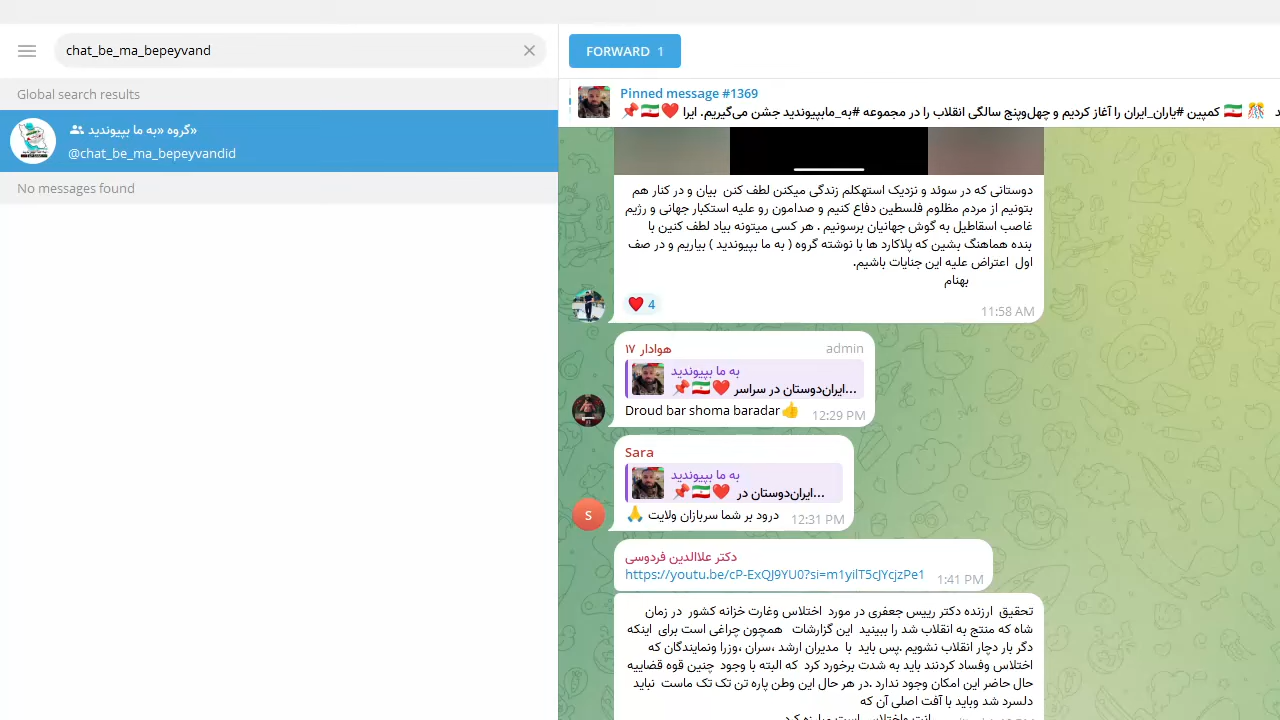 chat_be_ma_bepeyvand
Global search results
گروه «به ما بپیوندید»
@chat_be_ma_bepeyvandid
No messages found
FORWARD 1
Pinned message #1369
🎊 🇮🇷 کمپین #یاران_ایران را آغاز کردیم و چهل‌وپنج سالگی انقلاب را در مجموعه #به_مابپیوندید جشن می‌گیریم. ایرا ❤️🇮🇷📌
دوستانی که در سوئد و نزدیک استهکلم زندگی میکنن لطف کنن بیان و در کنار هم
بتونیم از مردم مظلوم فلسطین دفاع کنیم و صدامون رو علیه استکبار جهانی و رژیم
غاصب اسقاطیل به گوش جهانیان برسونیم . هر کسی میتونه بیاد لطف کنین با
بنده هماهنگ بشین که پلاکارد ها با نوشته گروه ( به ما بپیوندید ) بیاریم و در صف
اول اعتراض علیه این جنایات باشیم.
بهنام
❤️ 4
11:58 AM
هوادار ۱۷
admin
به ما بپیوندید
ایران‌دوستان در سراسر ❤️🇮🇷📌...
Droud bar shoma baradar👍
12:29 PM
Sara
به ما بپیوندید
ایران‌دوستان در ❤️🇮🇷📌...
S
درود بر شما سربازان ولایت 🙏
12:31 PM
دکتر علاالدین فردوسی
https://youtu.be/cP-ExQJ9YU0?si=m1yilT5cJYcjzPe1
1:41 PM
تحقیق ارزنده دکتر رییس جعفری در مورد اختلاس وغارت خزانه کشور در زمان
شاه که منتج به انقلاب شد را ببینید این گزارشات همچون چراغی است برای اینکه
دگر بار دچار انقلاب نشویم .پس باید با مدیران ارشد ،سران ،وزرا ونمایندگان که
اختلاس وفساد کردنند باید به شدت برخورد کرد که البته با وجود چنین قوه قضاییه
حال حاضر این امکان وجود ندارد .در هر حال این وطن پاره تن تک تک ماست نباید
دلسرد شد وباید با آفت اصلی آن که